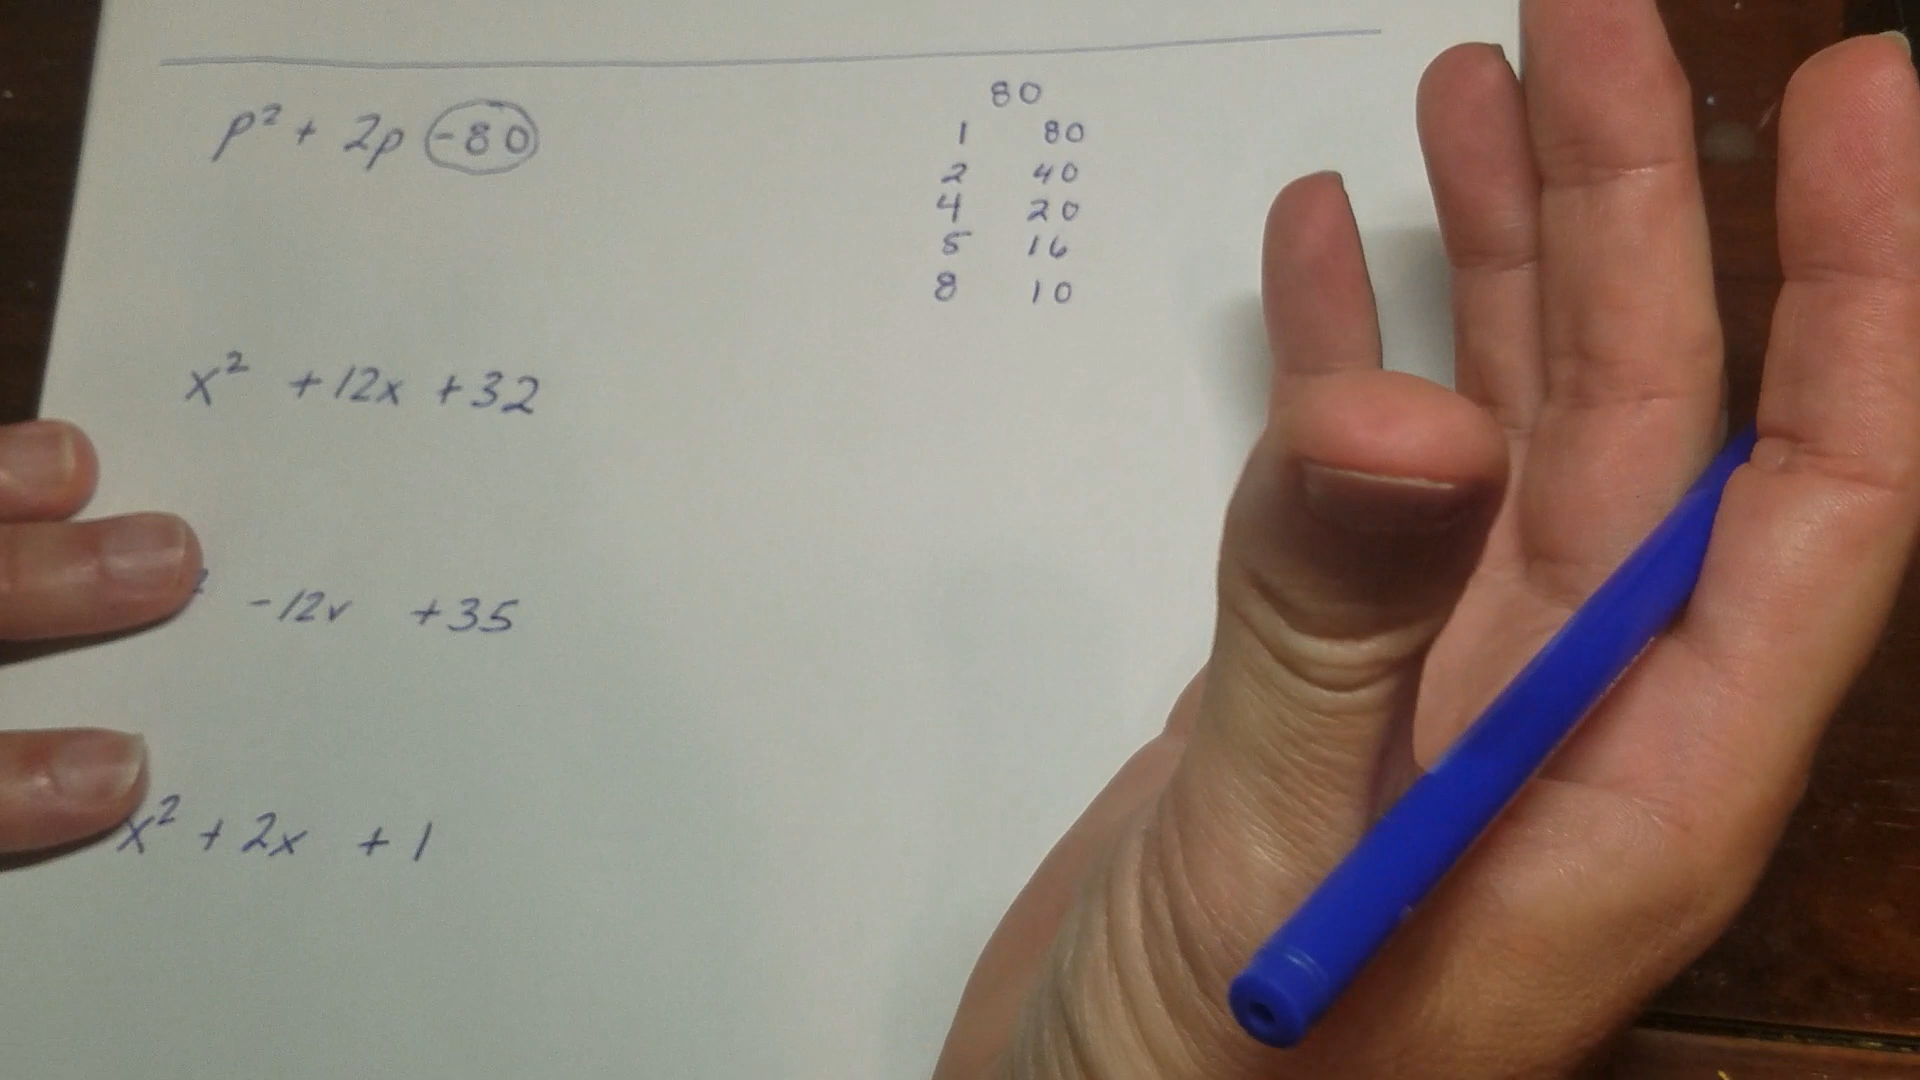 p² + 2p -80
80
1 80
2 40
4 20
5 16
8 10
x² +12x +32
² -12v +35
x² + 2x + 1